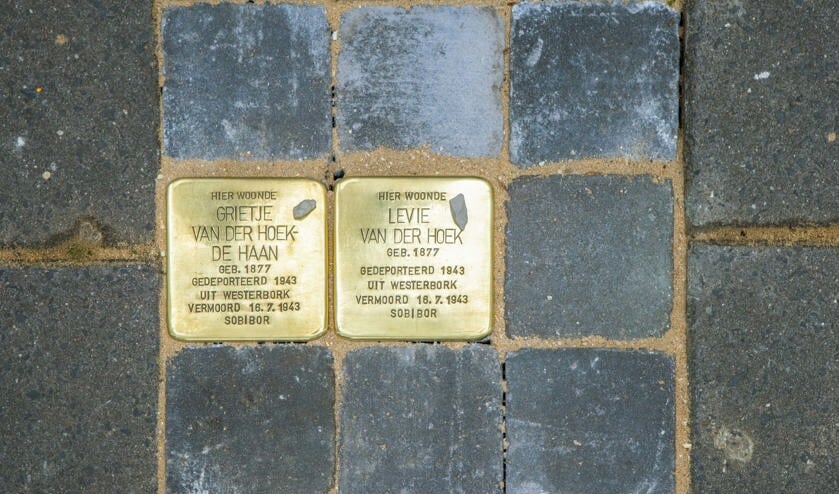 HIER WOONDE
GRIETJE
VAN DER HOEK-
DE HAAN
GEB. 1877
GEDEPORTEERD 1943
UIT WESTERBORK
VERMOORD 16.7.1943
SOBIBOR
HIER WOONDE
LEVIE
VAN DER HOEK
GEB. 1877
GEDEPORTEERD 1943
UIT WESTERBORK
VERMOORD 16.7.1943
SOBIBOR